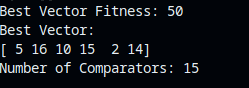 Best Vector Fitness: 50
Best Vector:
[ 5 16 10 15  2 14]
Number of Comparators: 15